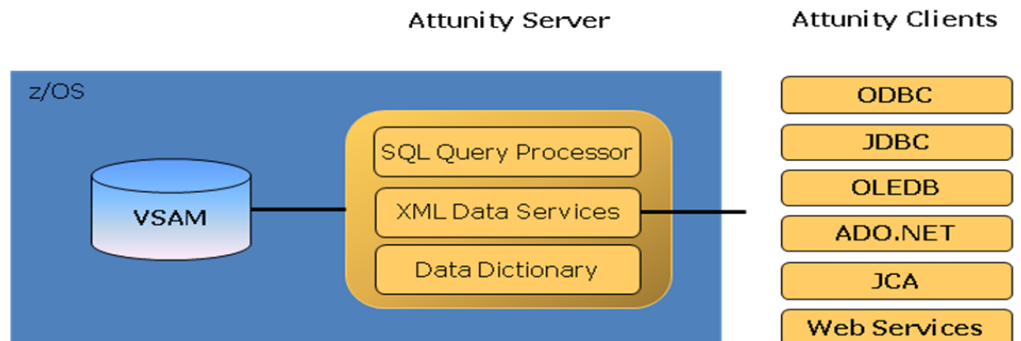 Attunity Server
Attunity Clients
z/OS
VSAM
SQL Query Processor
XML Data Services
Data Dictionary
ODBC
JDBC
OLEDB
ADO.NET
JCA
Web Services